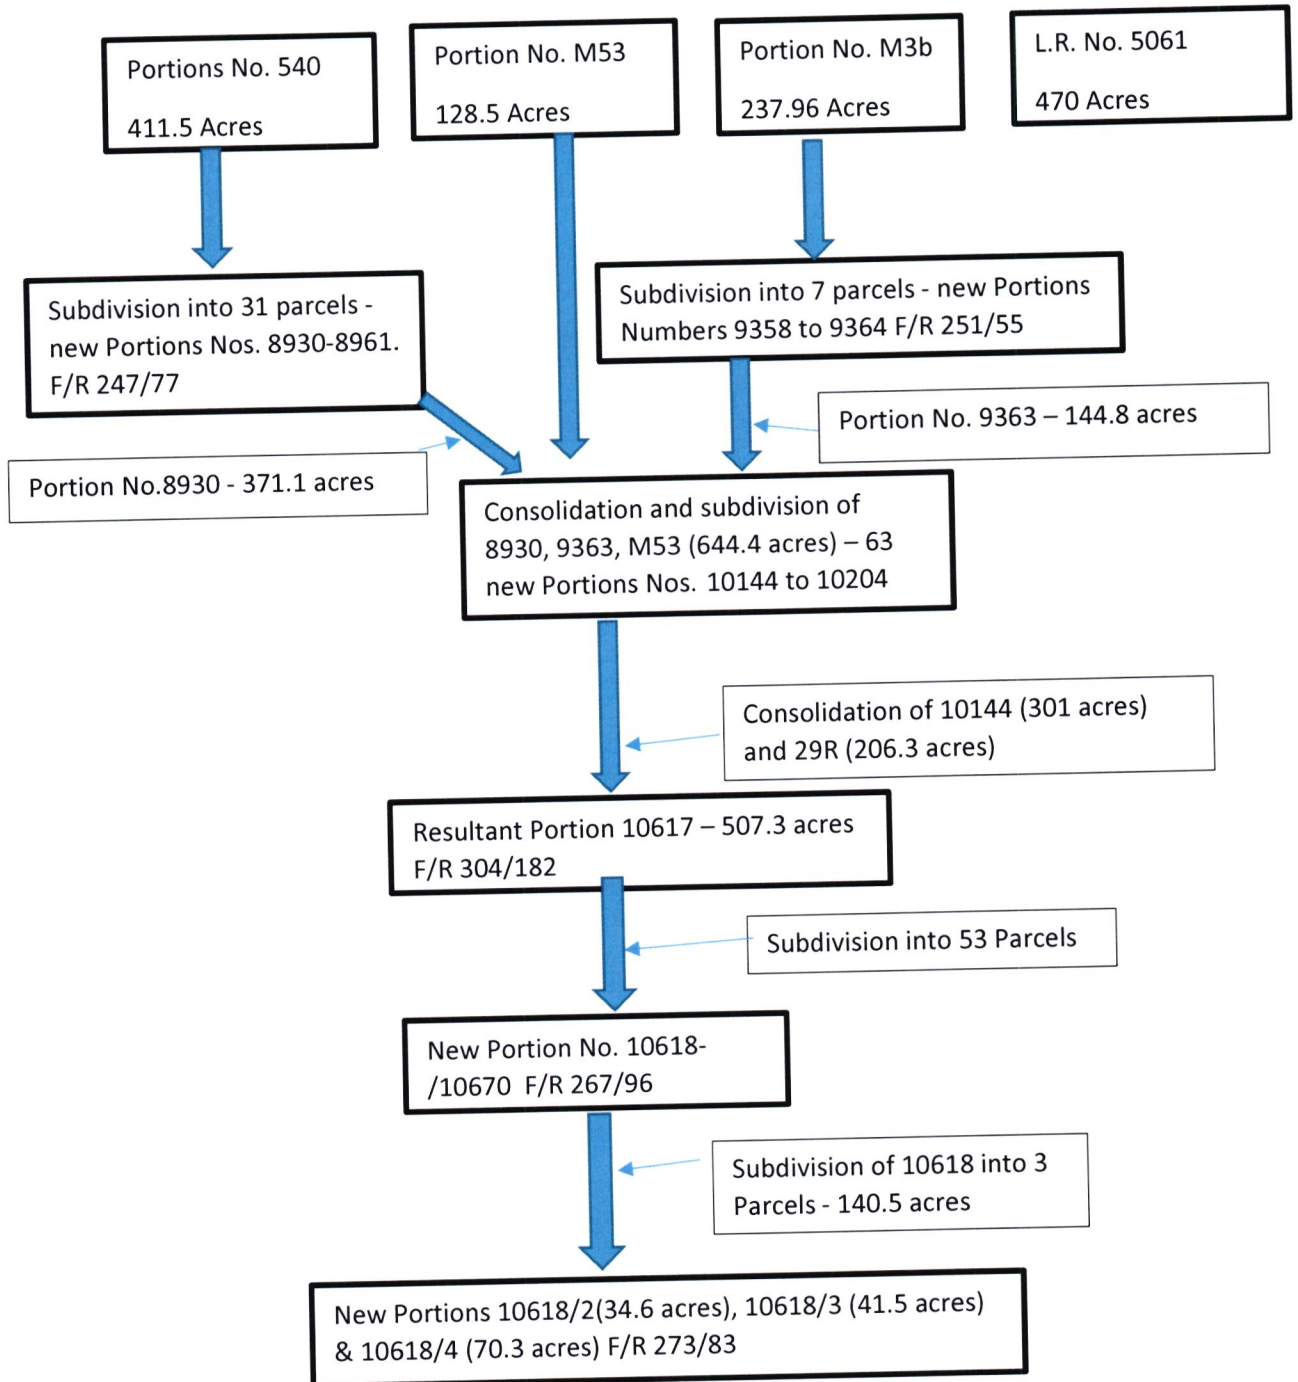 Portions No. 540
411.5 Acres
Portion No. M53
128.5 Acres
Portion No. M3b
237.96 Acres
L.R. No. 5061
470 Acres
Subdivision into 31 parcels -
new Portions Nos. 8930-8961.
F/R 247/77
Subdivision into 7 parcels - new Portions
Numbers 9358 to 9364 F/R 251/55
Portion No. 9363 – 144.8 acres
Portion No.8930 - 371.1 acres
Consolidation and subdivision of
8930, 9363, M53 (644.4 acres) – 63
new Portions Nos. 10144 to 10204
Consolidation of 10144 (301 acres)
and 29R (206.3 acres)
Resultant Portion 10617 – 507.3 acres
F/R 304/182
Subdivision into 53 Parcels
New Portion No. 10618-
/10670 F/R 267/96
Subdivision of 10618 into 3
Parcels - 140.5 acres
New Portions 10618/2(34.6 acres), 10618/3 (41.5 acres)
& 10618/4 (70.3 acres) F/R 273/83